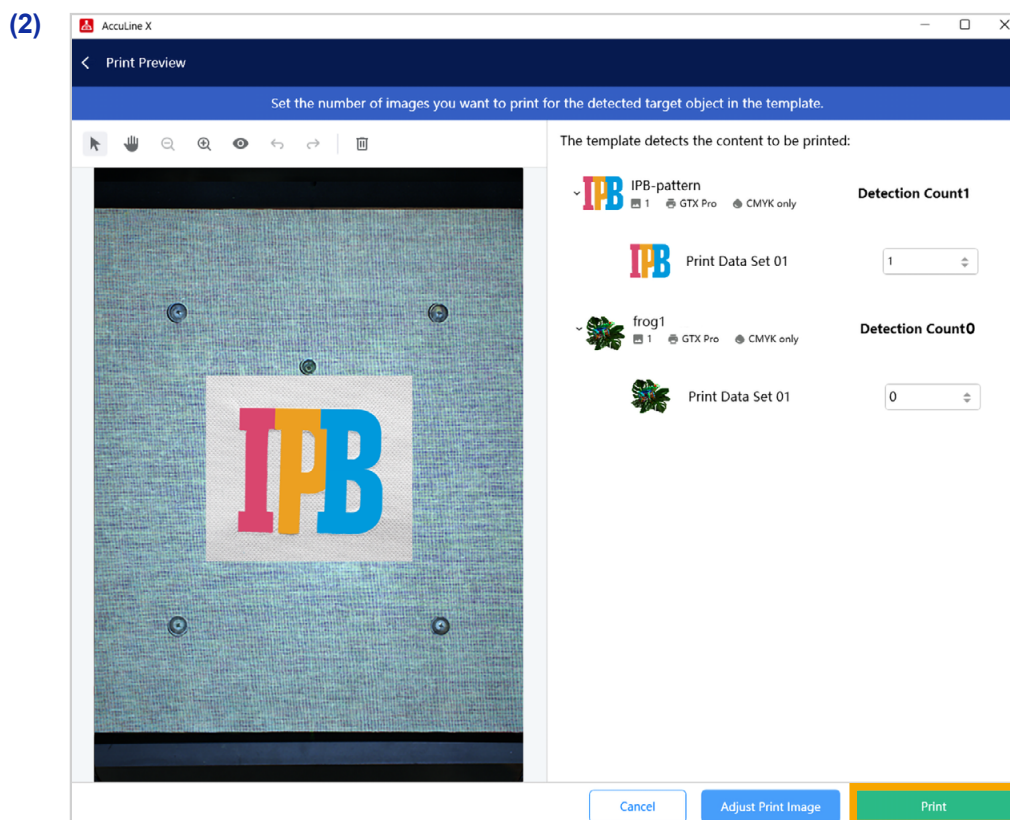 (2)
AccuLine X
Print Preview
Set the number of images you want to print for the detected target object in the template.
The template detects the content to be printed:
IPB IPB-pattern Detection Count1
1 GTX Pro CMYK only
IPB Print Data Set 01 1
frog1 Detection Count0
1 GTX Pro CMYK only
Print Data Set 01 0
IPB
Cancel Adjust Print Image Print